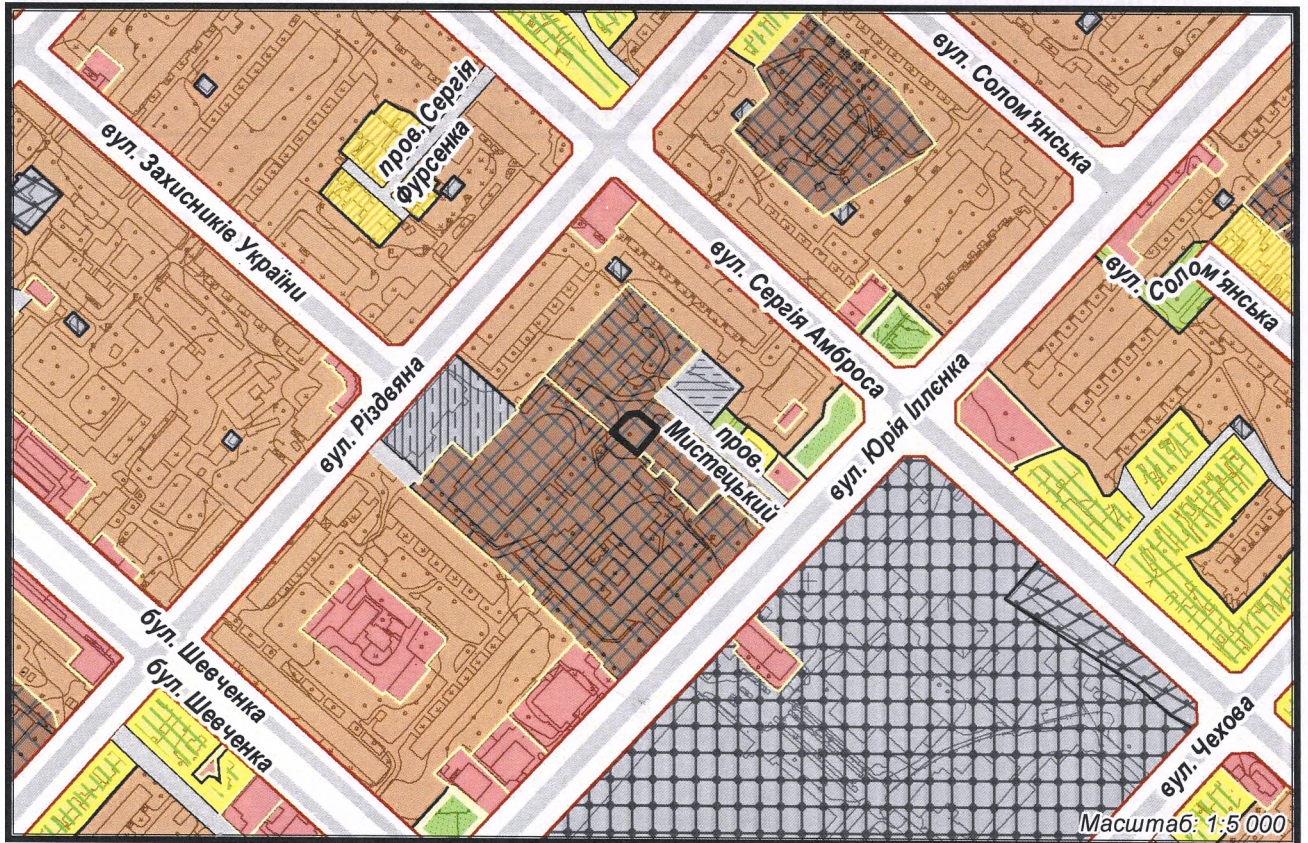 вул. Солом'янська
пров. Сергія
Фурсенка
вул. Захисників України
вул. Солом'янська
вул. Сергія Амброса
вул. Різдвяна
пров.
Мистецький
вул. Юрія Іллєнка
бул. Шевченка
бул. Шевченка
вул. Чехова
Масштаб: 1:5 000